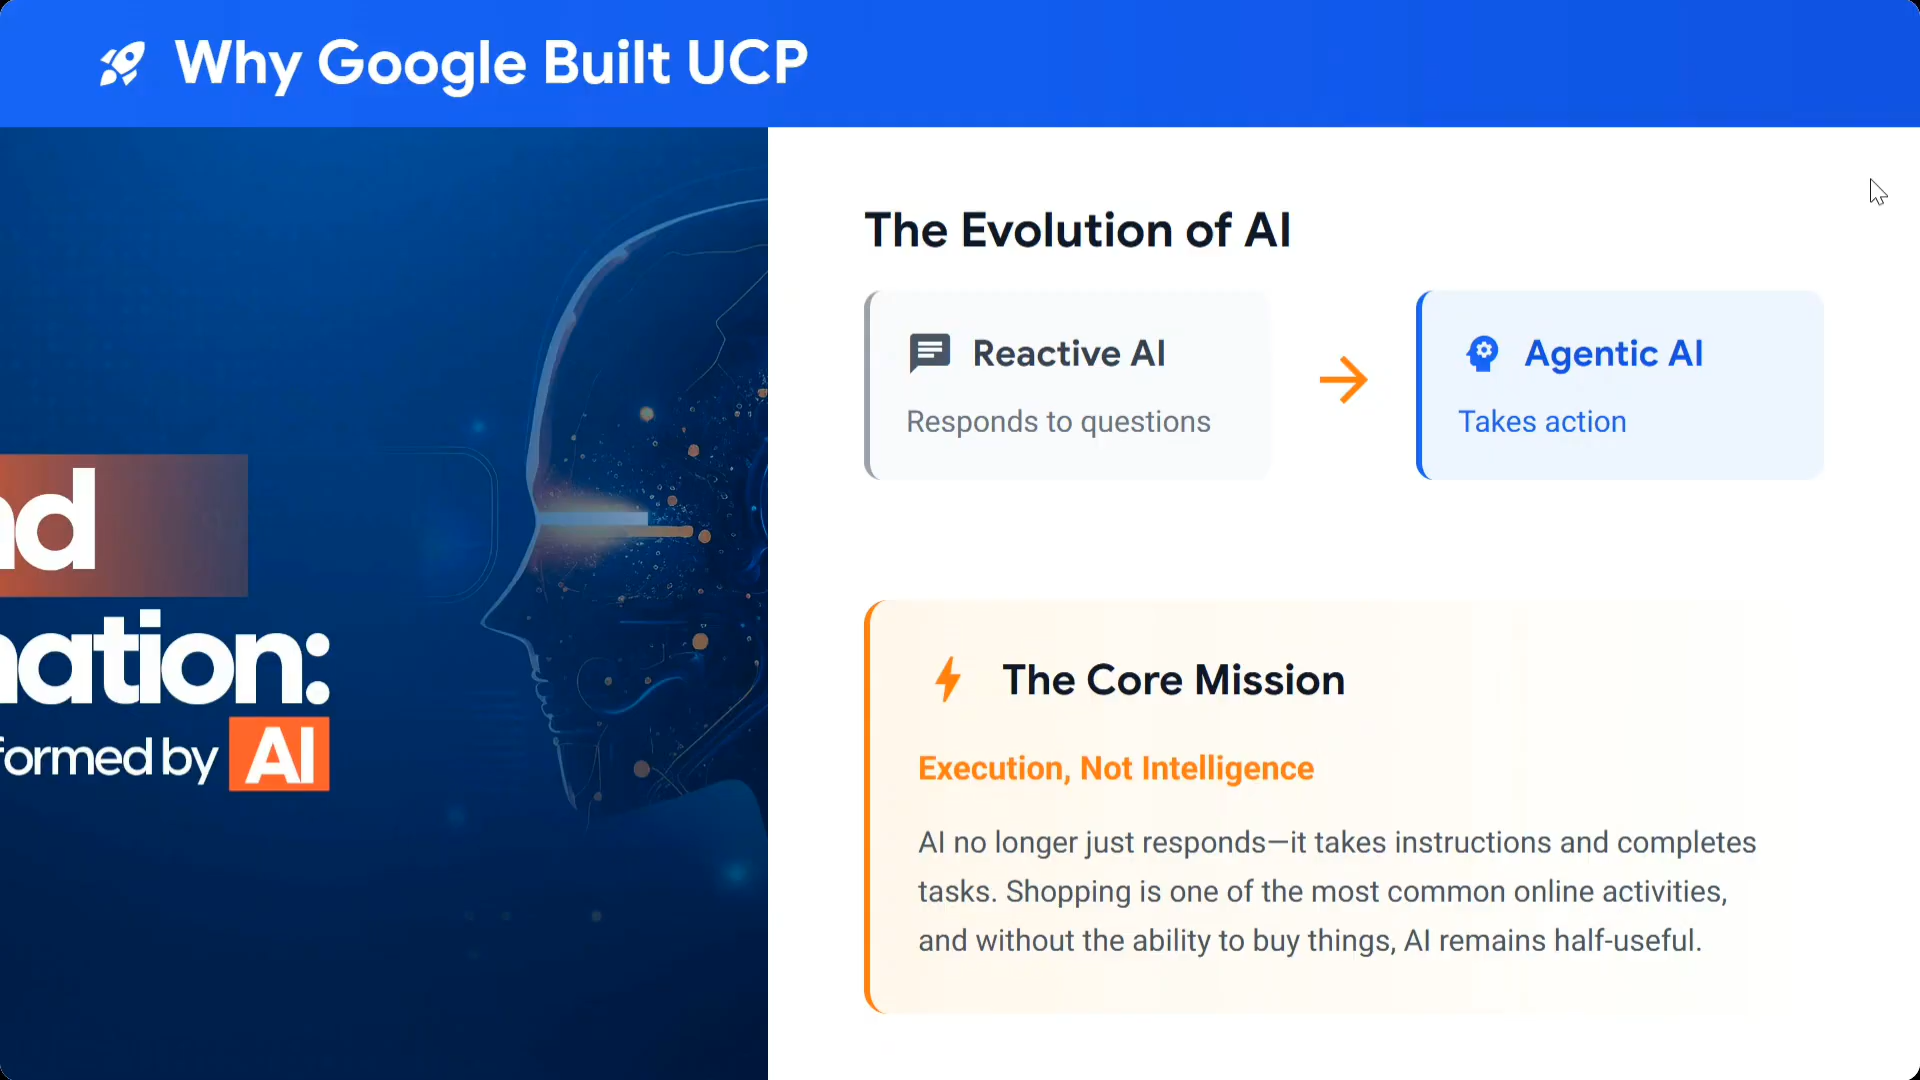 Why Google Built UCP
The Evolution of AI
Reactive AI
Responds to questions
Agentic AI
Takes action
nd
nation:
formed by AI
The Core Mission
Execution, Not Intelligence
AI no longer just responds—it takes instructions and completes
tasks. Shopping is one of the most common online activities,
and without the ability to buy things, AI remains half-useful.